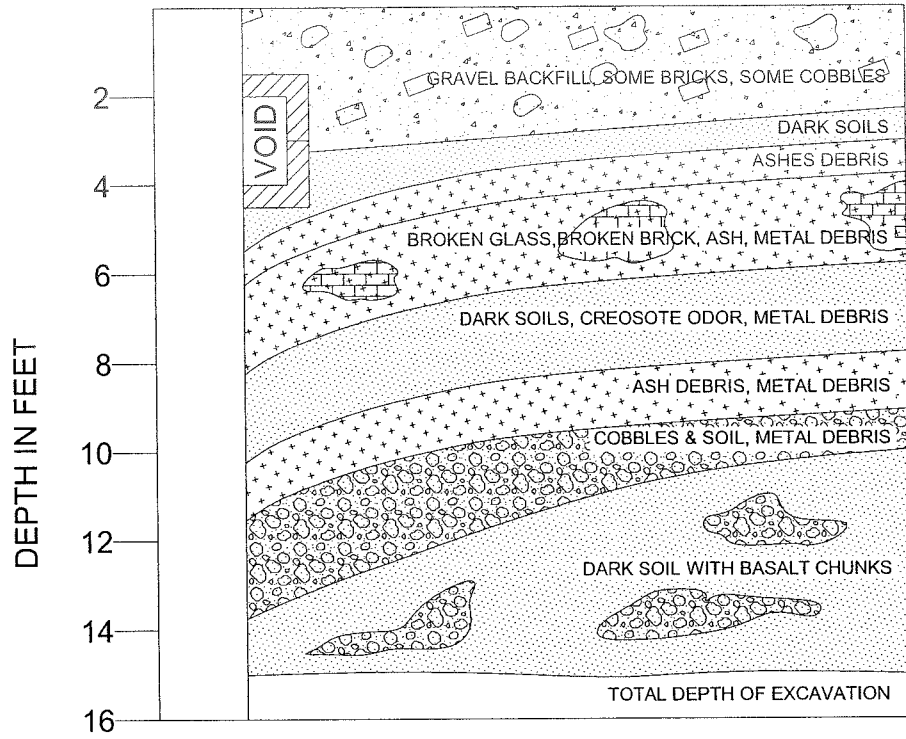 GRAVEL BACKFILL, SOME BRICKS, SOME COBBLES
2
VOID
DARK SOILS
ASHES DEBRIS
4
BROKEN GLASS,BROKEN BRICK, ASH, METAL DEBRIS
6
DARK SOILS, CREOSOTE ODOR, METAL DEBRIS
8
ASH DEBRIS, METAL DEBRIS
COBBLES & SOIL, METAL DEBRIS
10
DEPTH IN FEET
12
DARK SOIL WITH BASALT CHUNKS
14
TOTAL DEPTH OF EXCAVATION
16